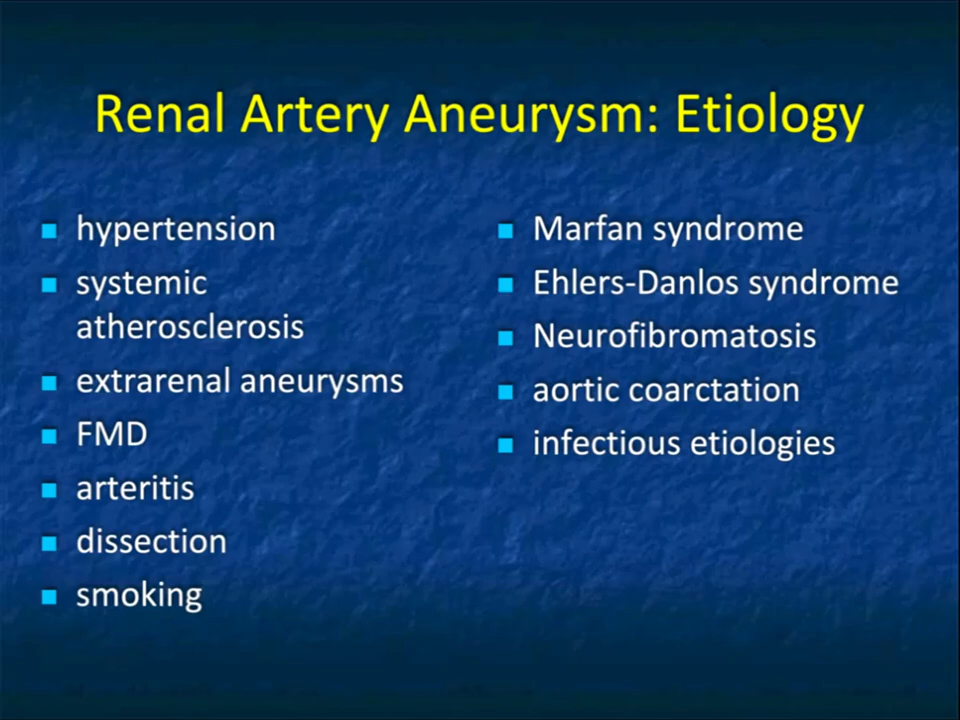 Renal Artery Aneurysm: Etiology
hypertension
systemic
atherosclerosis
extrarenal aneurysms
FMD
arteritis
dissection
smoking
Marfan syndrome
Ehlers-Danlos syndrome
Neurofibromatosis
aortic coarctation
infectious etiologies